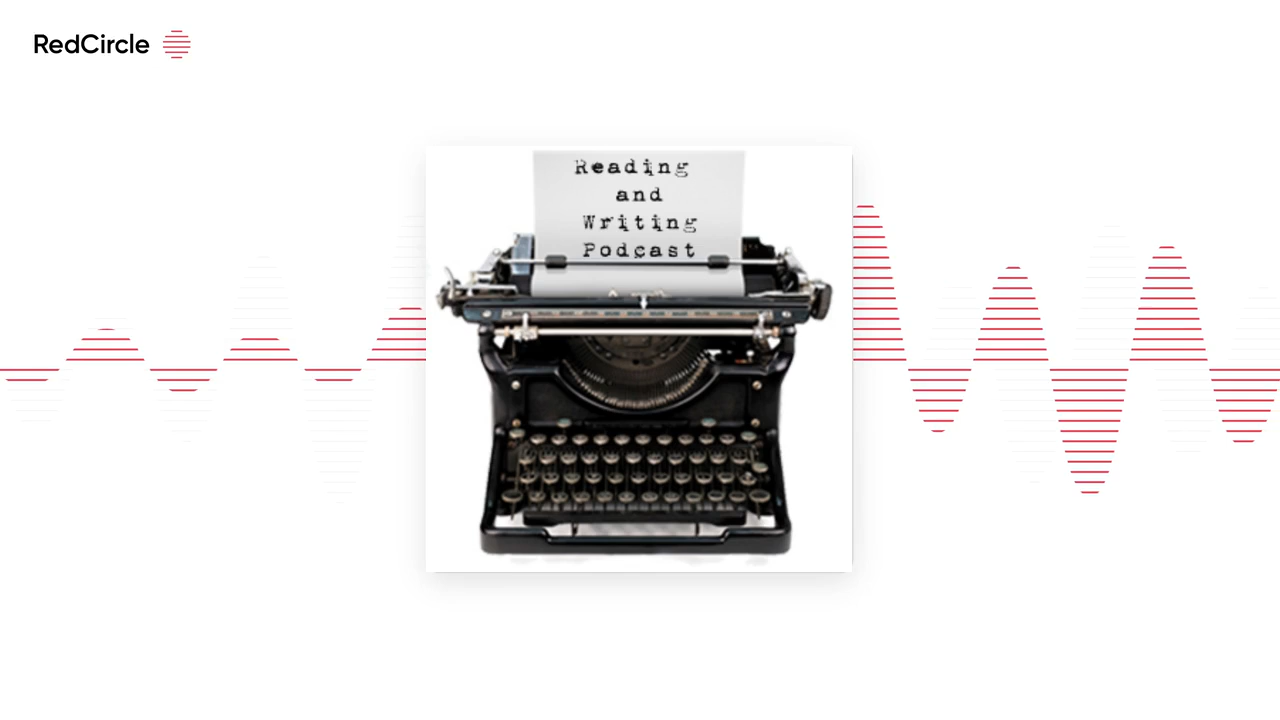 RedCircle
Reading
and
Writing
Podcast